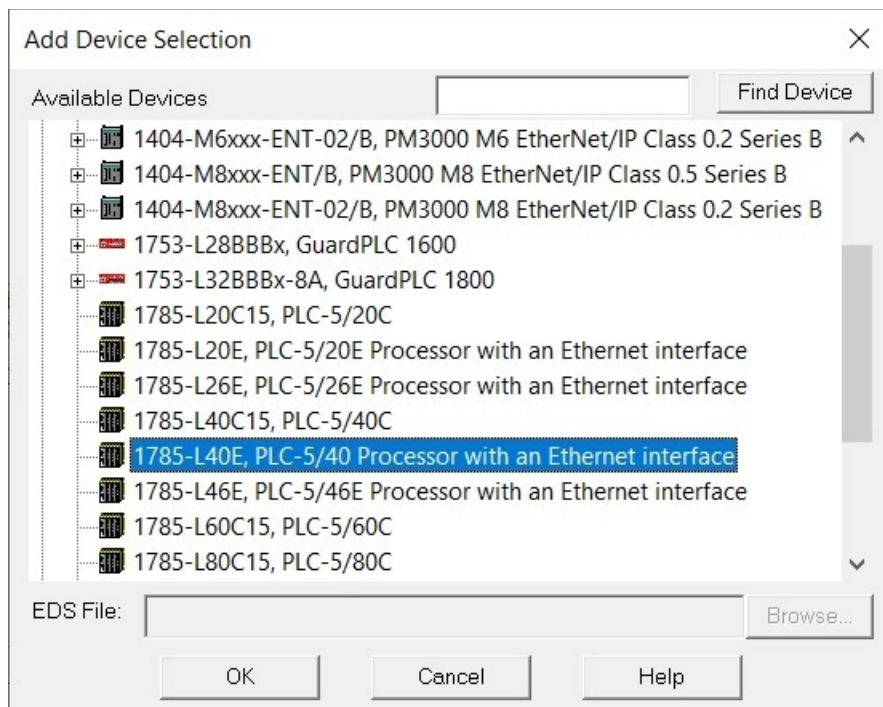 Add Device Selection
Available Devices
Find Device
1404-M6xxx-ENT-02/B, PM3000 M6 EtherNet/IP Class 0.2 Series B
1404-M8xxx-ENT/B, PM3000 M8 EtherNet/IP Class 0.5 Series B
1404-M8xxx-ENT-02/B, PM3000 M8 EtherNet/IP Class 0.2 Series B
1753-L28BBBx, GuardPLC 1600
1753-L32BBBx-8A, GuardPLC 1800
1785-L20C15, PLC-5/20C
1785-L20E, PLC-5/20E Processor with an Ethernet interface
1785-L26E, PLC-5/26E Processor with an Ethernet interface
1785-L40C15, PLC-5/40C
1785-L40E, PLC-5/40 Processor with an Ethernet interface
1785-L46E, PLC-5/46E Processor with an Ethernet interface
1785-L60C15, PLC-5/60C
1785-L80C15, PLC-5/80C
EDS File:
Browse...
OK
Cancel
Help